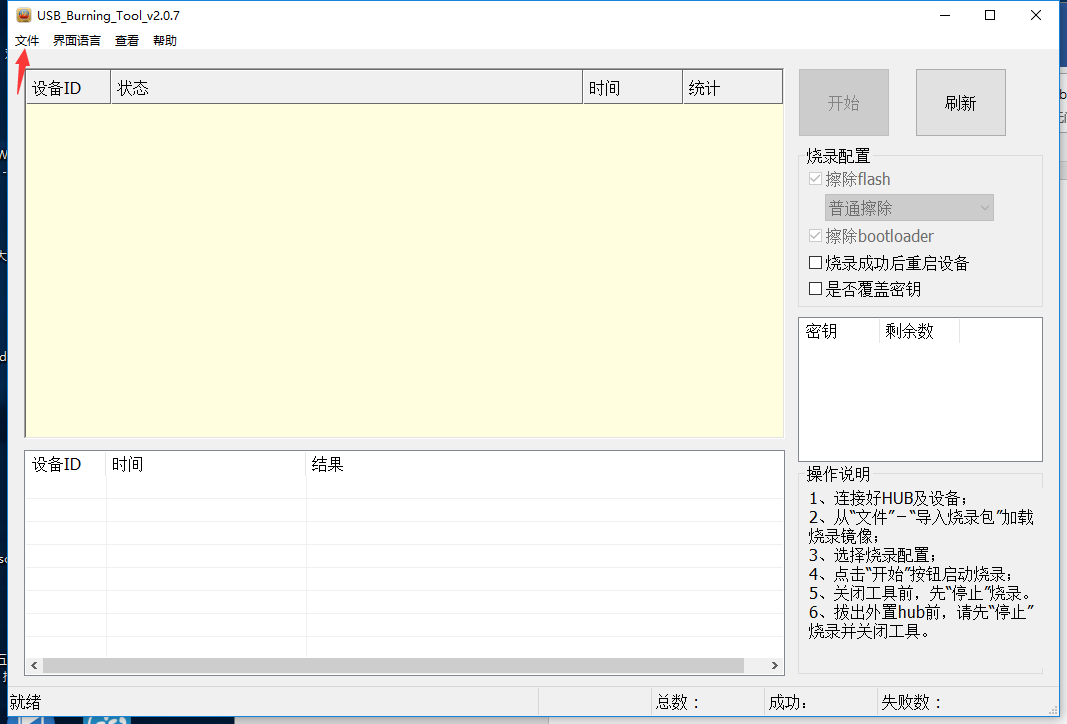 USB_Burning_Tool_v2.0.7
文件 界面语言 查看 帮助
设备ID 状态 时间 统计
开始 刷新
烧录配置
擦除flash
普通擦除
擦除bootloader
烧录成功后重启设备
是否覆盖密钥
密钥 剩余数
设备ID 时间 结果
操作说明
1、连接好HUB及设备；
2、从“文件”－“导入烧录包”加载
烧录镜像；
3、选择烧录配置；
4、点击“开始”按钮启动烧录；
5、关闭工具前，先“停止”烧录。
6、拔出外置hub前，请先“停止”
烧录并关闭工具。
就绪 总数： 成功： 失败数：